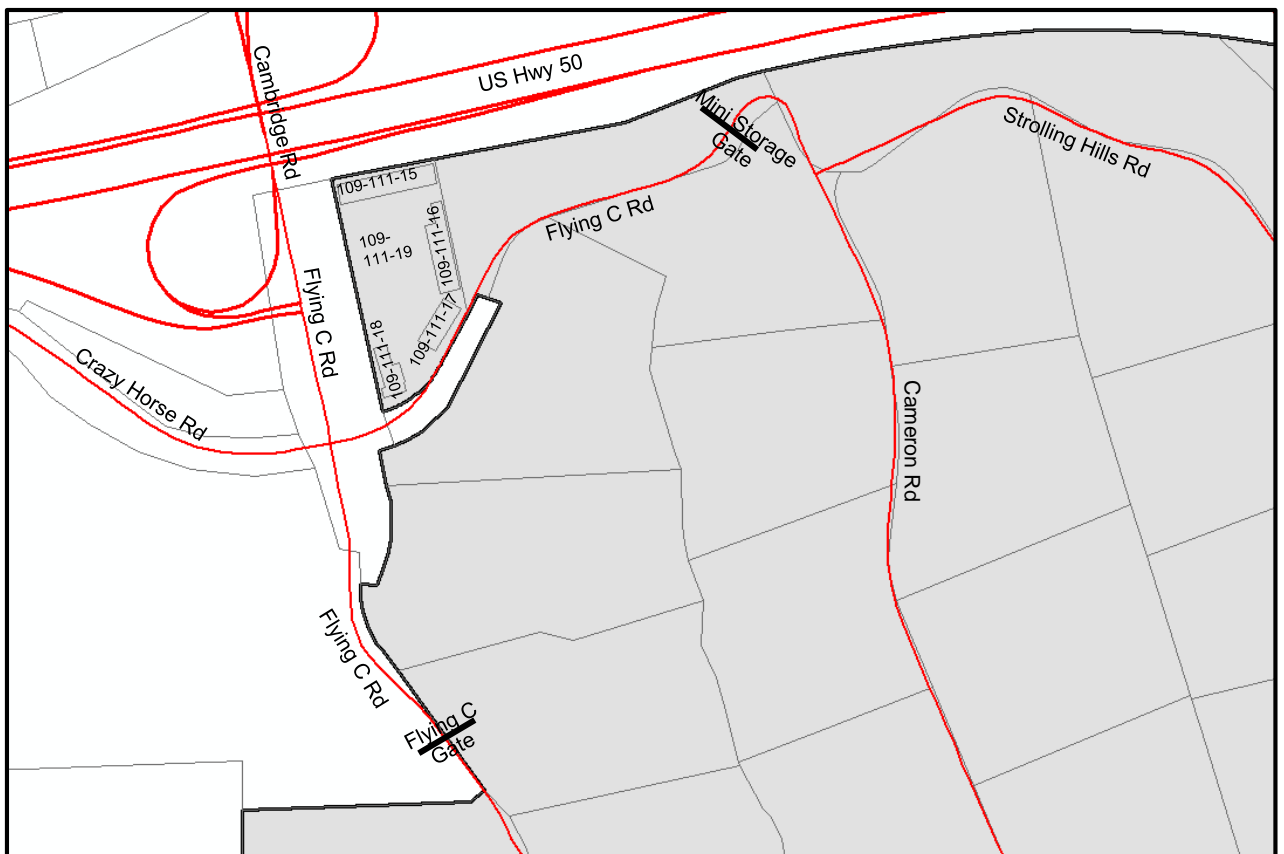 US Hwy 50
Cambridge Rd
Mini Storage
Gate
Strolling Hills Rd
109-111-15
109-111-16
109-
111-19
Flying C Rd
Flying C Rd
109-111-17
109-111-18
Crazy Horse Rd
Cameron Rd
Flying C Rd
Flying C
Gate